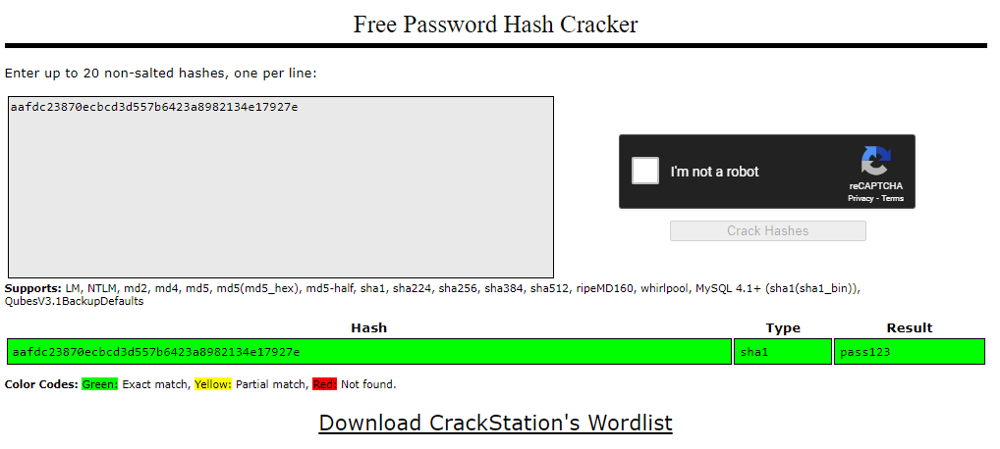 Free Password Hash Cracker
Enter up to 20 non-salted hashes, one per line:
aafdc23870ecbcd3d557b6423a8982134e17927e
I'm not a robot
reCAPTCHA
Privacy - Terms
Crack Hashes
Supports: LM, NTLM, md2, md4, md5, md5(md5_hex), md5-half, sha1, sha224, sha256, sha384, sha512, ripeMD160, whirlpool, MySQL 4.1+ (sha1(sha1_bin)),
QubesV3.1BackupDefaults
Hash Type Result
aafdc23870ecbcd3d557b6423a8982134e17927e sha1 pass123
Color Codes: Green: Exact match, Yellow: Partial match, Red: Not found.
Download CrackStation's Wordlist